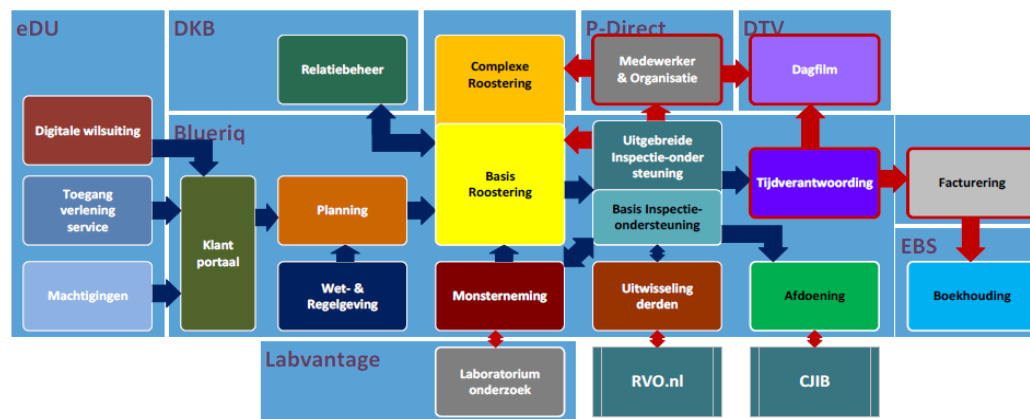 eDU
DKB
P-Direct
DTV
Relatiebeheer
Complexe
Roostering
Medewerker
& Organisatie
Dagfilm
Digitale wilsuiting
Blueriq
Uitgebreide
Inspectie-onder
steuning
Toegang
verlening
service
Klant
portaal
Planning
Basis
Roostering
Basis Inspectie-
ondersteuning
Tijdverantwoording
Facturering
EBS
Machtigingen
Wet- &
Regelgeving
Monsterneming
Uitwisseling
derden
Afdoening
Boekhouding
Labvantage
Laboratorium
onderzoek
RVO.nl
CJIB